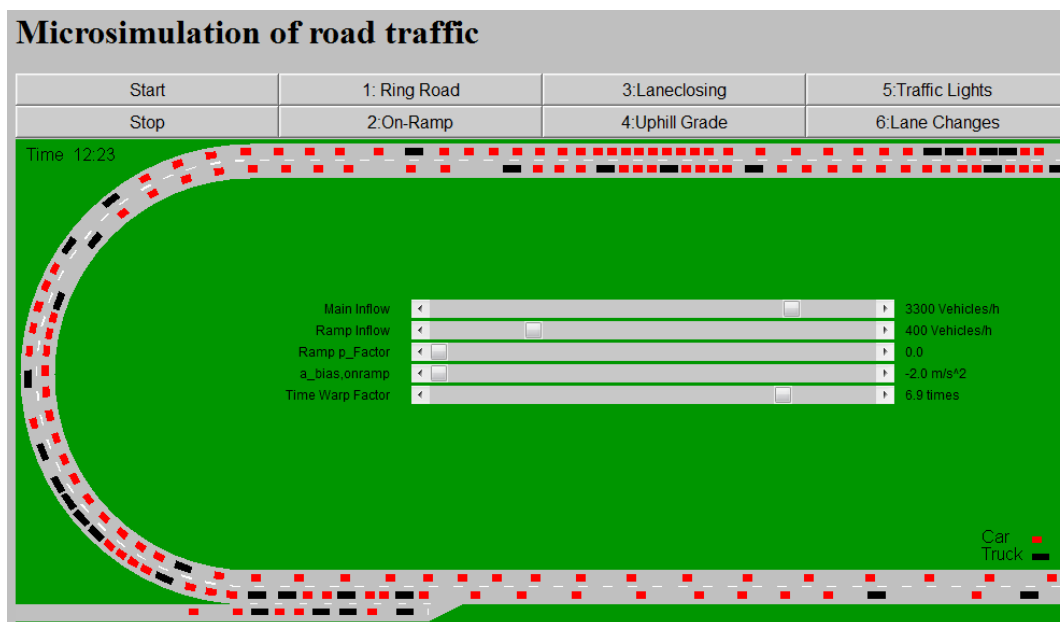 Microsimulation of road traffic
Start 1: Ring Road 3:Laneclosing 5:Traffic Lights
Stop 2:On-Ramp 4:Uphill Grade 6:Lane Changes
Time 12:23
Main Inflow 3300 Vehicles/h
Ramp Inflow 400 Vehicles/h
Ramp p_Factor 0.0
a_bias,onramp -2.0 m/s^2
Time Warp Factor 6.9 times
Car
Truck